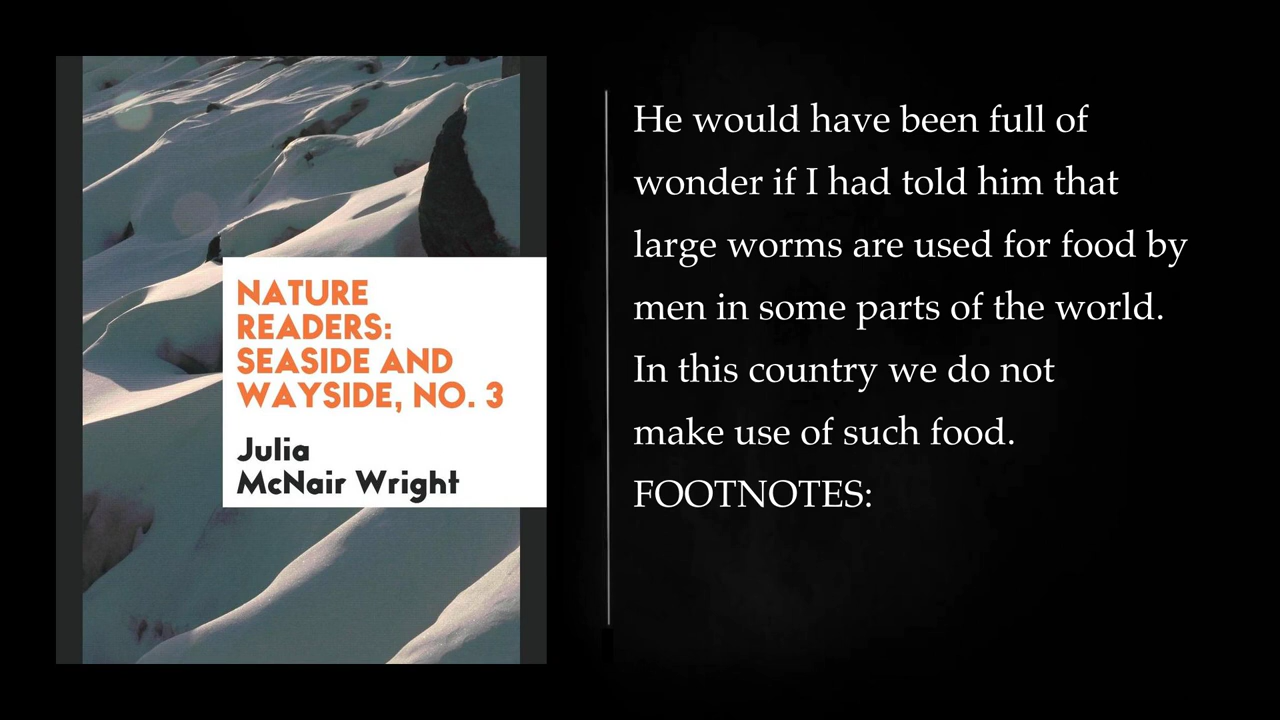 NATURE
READERS:
SEASIDE AND
WAYSIDE, NO. 3
Julia
McNair Wright
He would have been full of
wonder if I had told him that
large worms are used for food by
men in some parts of the world.
In this country we do not
make use of such food.
FOOTNOTES: